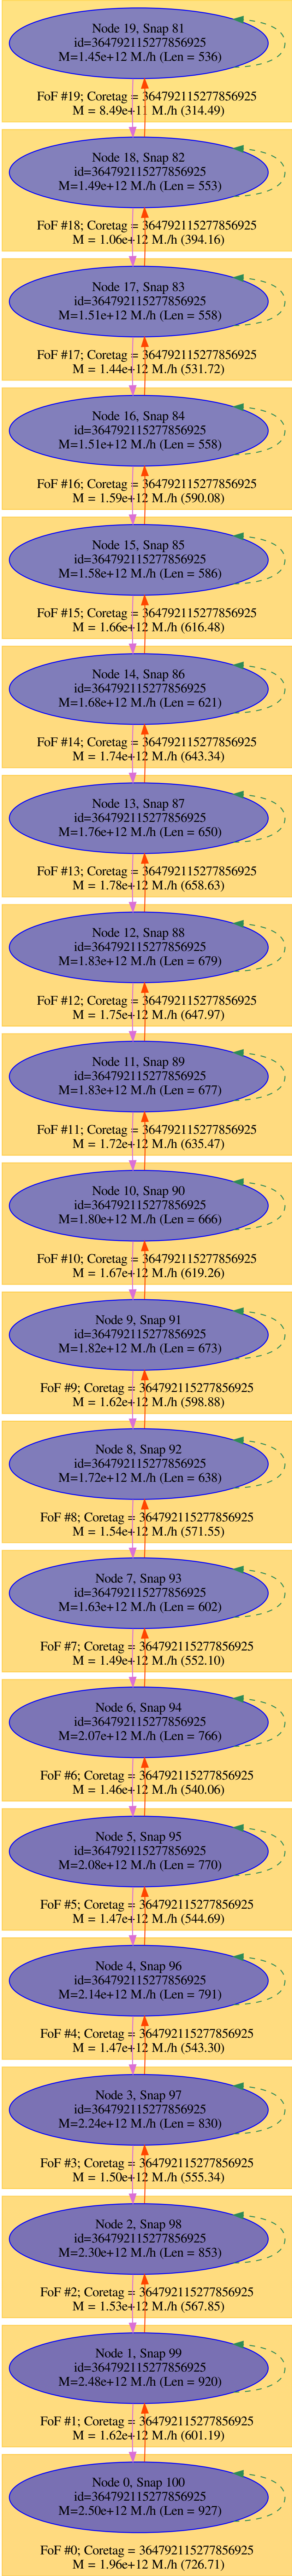 Node 19, Snap 81
id=364792115277856925
M=1.45e+12 M./h (Len = 536)
FoF #19; Coretag = 364792115277856925
M = 8.49e+11 M./h (314.49)
Node 18, Snap 82
id=364792115277856925
M=1.49e+12 M./h (Len = 553)
FoF #18; Coretag = 364792115277856925
M = 1.06e+12 M./h (394.16)
Node 17, Snap 83
id=364792115277856925
M=1.51e+12 M./h (Len = 558)
FoF #17; Coretag = 364792115277856925
M = 1.44e+12 M./h (531.72)
Node 16, Snap 84
id=364792115277856925
M=1.51e+12 M./h (Len = 558)
FoF #16; Coretag = 364792115277856925
M = 1.59e+12 M./h (590.08)
Node 15, Snap 85
id=364792115277856925
M=1.58e+12 M./h (Len = 586)
FoF #15; Coretag = 364792115277856925
M = 1.66e+12 M./h (616.48)
Node 14, Snap 86
id=364792115277856925
M=1.68e+12 M./h (Len = 621)
FoF #14; Coretag = 364792115277856925
M = 1.74e+12 M./h (643.34)
Node 13, Snap 87
id=364792115277856925
M=1.76e+12 M./h (Len = 650)
FoF #13; Coretag = 364792115277856925
M = 1.78e+12 M./h (658.63)
Node 12, Snap 88
id=364792115277856925
M=1.83e+12 M./h (Len = 679)
FoF #12; Coretag = 364792115277856925
M = 1.75e+12 M./h (647.97)
Node 11, Snap 89
id=364792115277856925
M=1.83e+12 M./h (Len = 677)
FoF #11; Coretag = 364792115277856925
M = 1.72e+12 M./h (635.47)
Node 10, Snap 90
id=364792115277856925
M=1.80e+12 M./h (Len = 666)
FoF #10; Coretag = 364792115277856925
M = 1.67e+12 M./h (619.26)
Node 9, Snap 91
id=364792115277856925
M=1.82e+12 M./h (Len = 673)
FoF #9; Coretag = 364792115277856925
M = 1.62e+12 M./h (598.88)
Node 8, Snap 92
id=364792115277856925
M=1.72e+12 M./h (Len = 638)
FoF #8; Coretag = 364792115277856925
M = 1.54e+12 M./h (571.55)
Node 7, Snap 93
id=364792115277856925
M=1.63e+12 M./h (Len = 602)
FoF #7; Coretag = 364792115277856925
M = 1.49e+12 M./h (552.10)
Node 6, Snap 94
id=364792115277856925
M=2.07e+12 M./h (Len = 766)
FoF #6; Coretag = 364792115277856925
M = 1.46e+12 M./h (540.06)
Node 5, Snap 95
id=364792115277856925
M=2.08e+12 M./h (Len = 770)
FoF #5; Coretag = 364792115277856925
M = 1.47e+12 M./h (544.69)
Node 4, Snap 96
id=364792115277856925
M=2.14e+12 M./h (Len = 791)
FoF #4; Coretag = 364792115277856925
M = 1.47e+12 M./h (543.30)
Node 3, Snap 97
id=364792115277856925
M=2.24e+12 M./h (Len = 830)
FoF #3; Coretag = 364792115277856925
M = 1.50e+12 M./h (555.34)
Node 2, Snap 98
id=364792115277856925
M=2.30e+12 M./h (Len = 853)
FoF #2; Coretag = 364792115277856925
M = 1.53e+12 M./h (567.85)
Node 1, Snap 99
id=364792115277856925
M=2.48e+12 M./h (Len = 920)
FoF #1; Coretag = 364792115277856925
M = 1.62e+12 M./h (601.19)
Node 0, Snap 100
id=364792115277856925
M=2.50e+12 M./h (Len = 927)
FoF #0; Coretag = 364792115277856925
M = 1.96e+12 M./h (726.71)